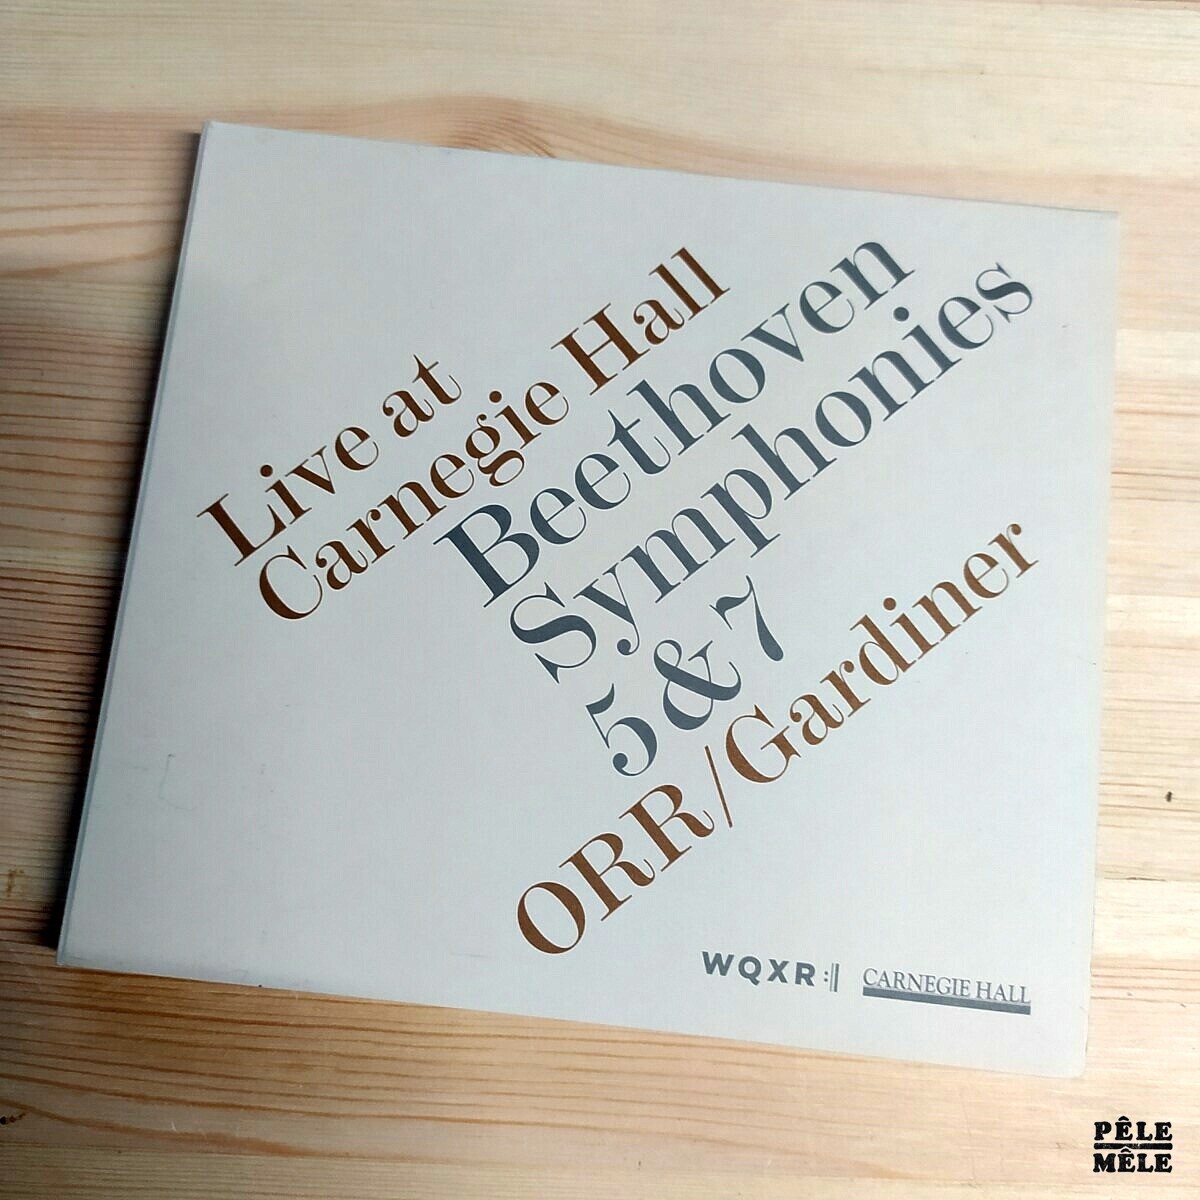 Live at
Carnegie Hall
Beethoven
Symphonies
5 & 7
ORR/Gardiner
WQXR
CARNEGIE HALL
PÊLE
MÊLE